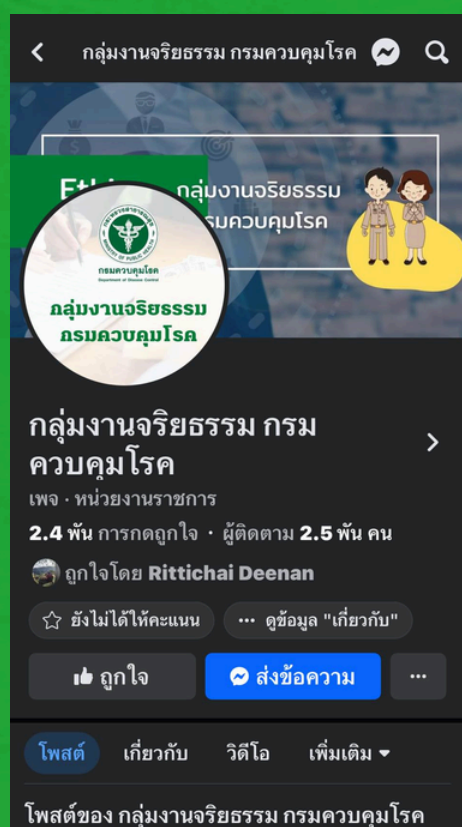 กลุ่มงานจริยธรรม กรมควบคุมโรค
กลุ่มงานจริยธรรม
กรมควบคุมโรค
กรมควบคุมโรค
Department of Disease Control
กลุ่มงานจริยธรรม
กรมควบคุมโรค
กลุ่มงานจริยธรรม กรม
ควบคุมโรค
เพจ · หน่วยงานราชการ
2.4 พัน การกดถูกใจ · ผู้ติดตาม 2.5 พัน คน
ถูกใจโดย Rittichai Deenan
ยังไม่ได้ให้คะแนน ··· ดูข้อมูล "เกี่ยวกับ"
ถูกใจ ส่งข้อความ ···
โพสต์ เกี่ยวกับ วิดีโอ เพิ่มเติม
โพสต์ของ กลุ่มงานจริยธรรม กรมควบคุมโรค